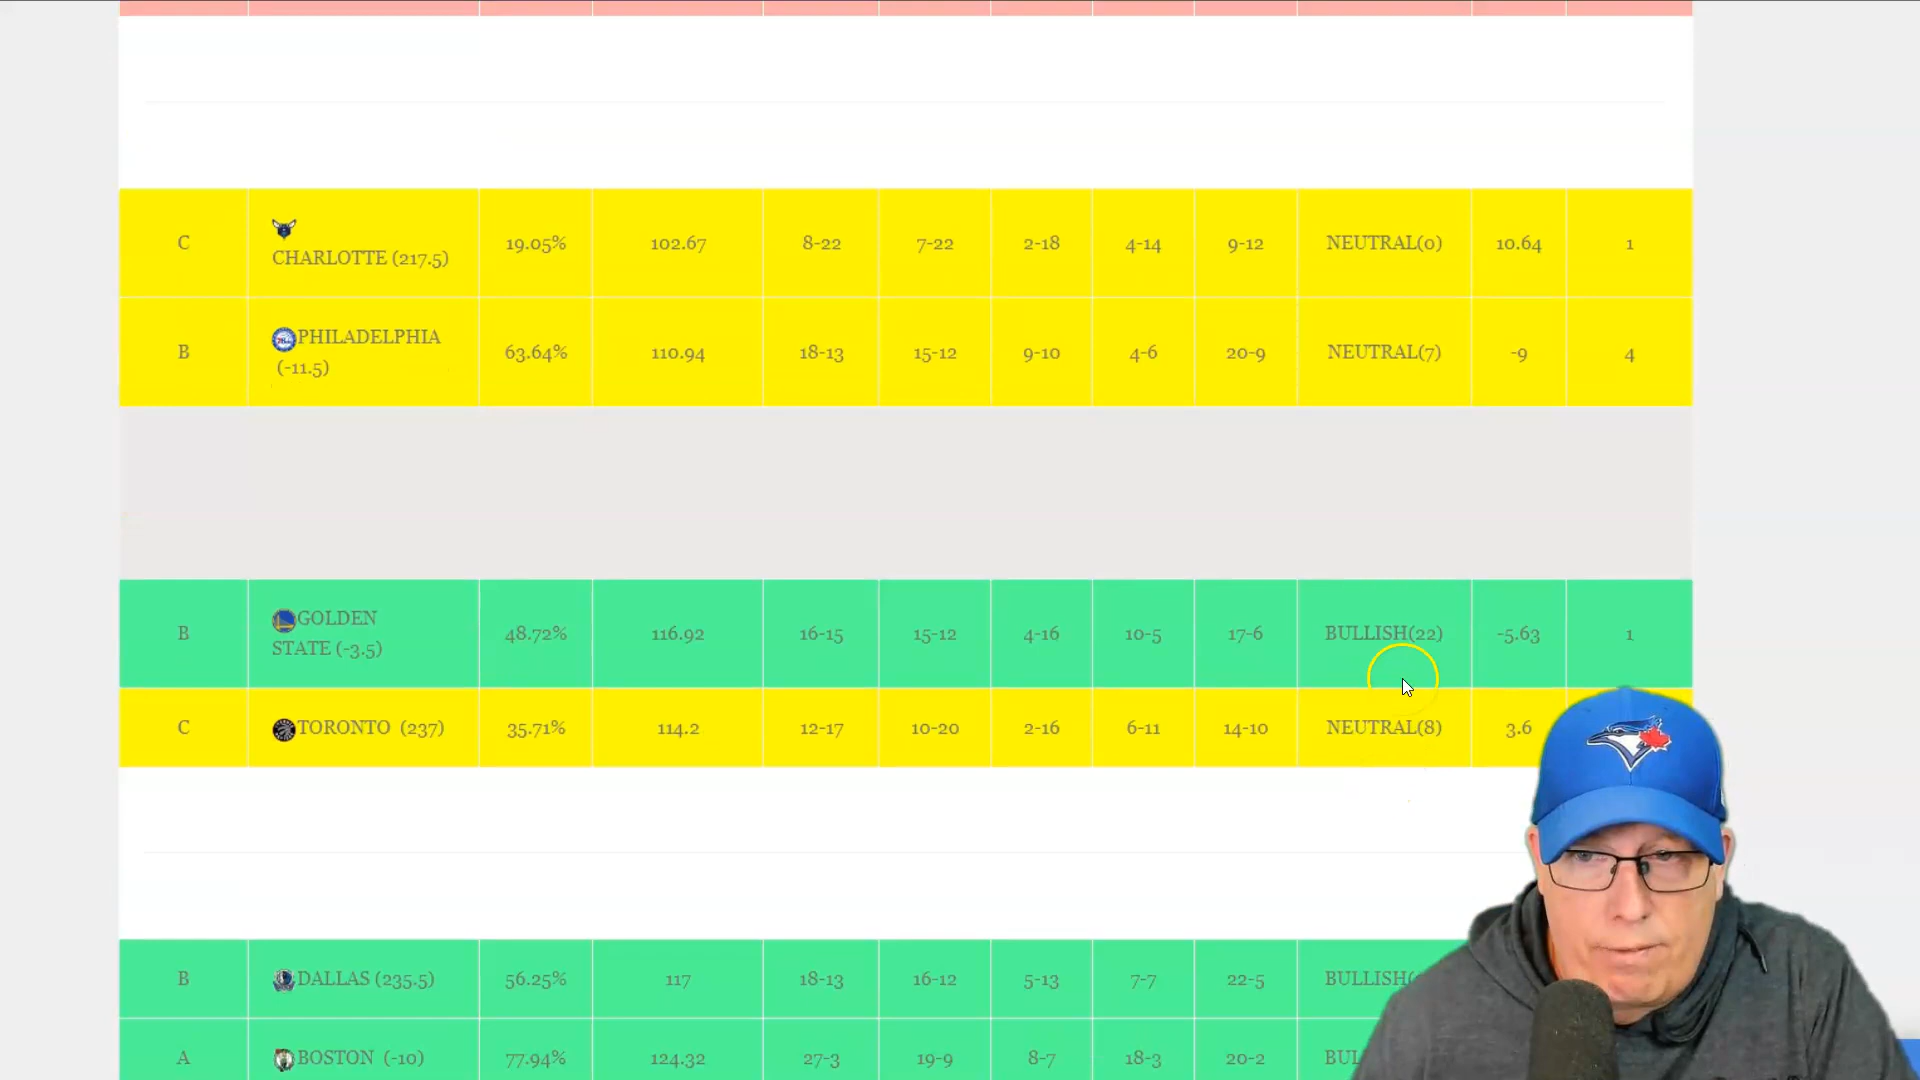 C CHARLOTTE (217.5) 19.05% 102.67 8-22 7-22 2-18 4-14 9-12 NEUTRAL(0) 10.64 1
B PHILADELPHIA (-11.5) 63.64% 110.94 18-13 15-12 9-10 4-6 20-9 NEUTRAL(7) -9 4
B GOLDEN STATE (-3.5) 48.72% 116.92 16-15 15-12 4-16 10-5 17-6 BULLISH(22) -5.63 1
C TORONTO (237) 35.71% 114.2 12-17 10-20 2-16 6-11 14-10 NEUTRAL(8) 3.6
B DALLAS (235.5) 56.25% 117 18-13 16-12 5-13 7-7 22-5 BULLISH(
A BOSTON (-10) 77.94% 124.32 27-3 19-9 8-7 18-3 20-2 BUL